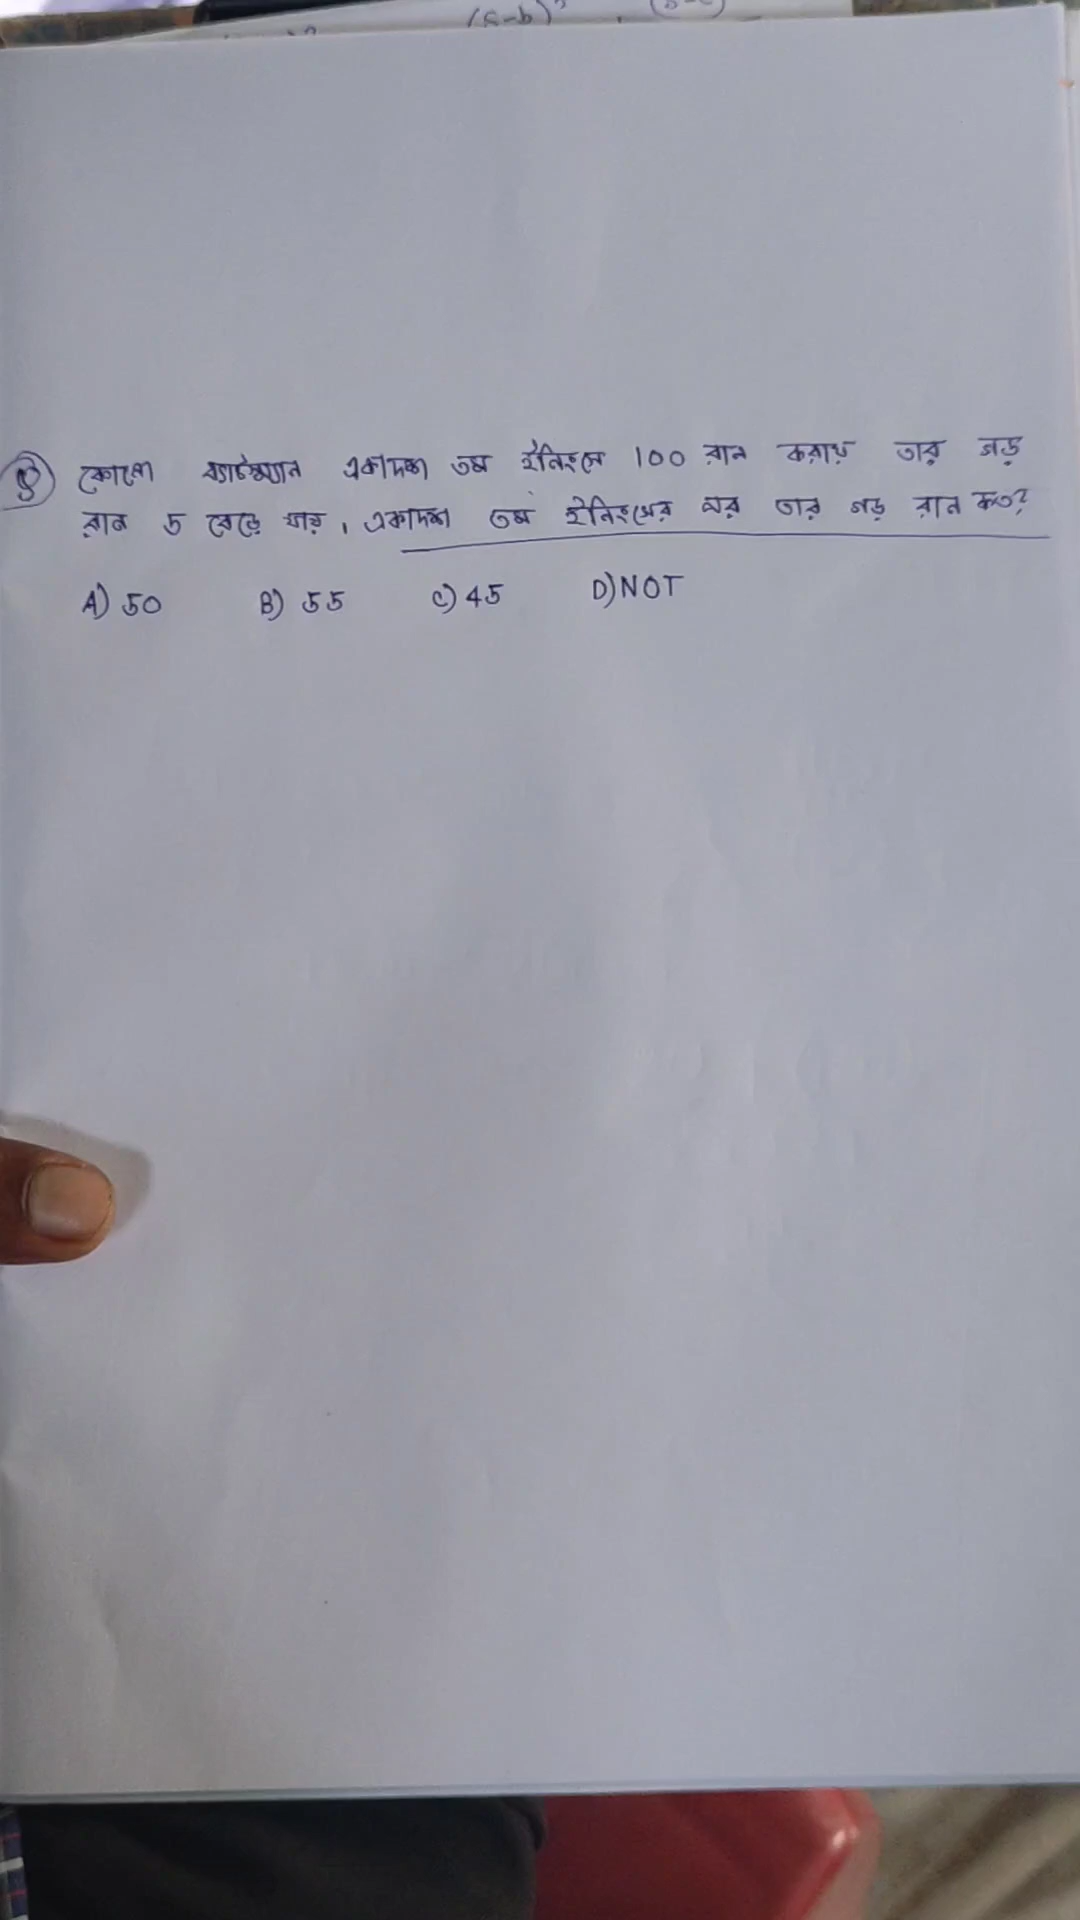 (a-b)²
Q কোনো ব্যাটসম্যান একাদশ তম ইনিংসে 100 রান করায় তার গড়
রান 5 বেড়ে যায়, একাদশ তম ইনিংসের পর তার গড় রান কত?
A) 50 B) 55 C) 45 D) NOT